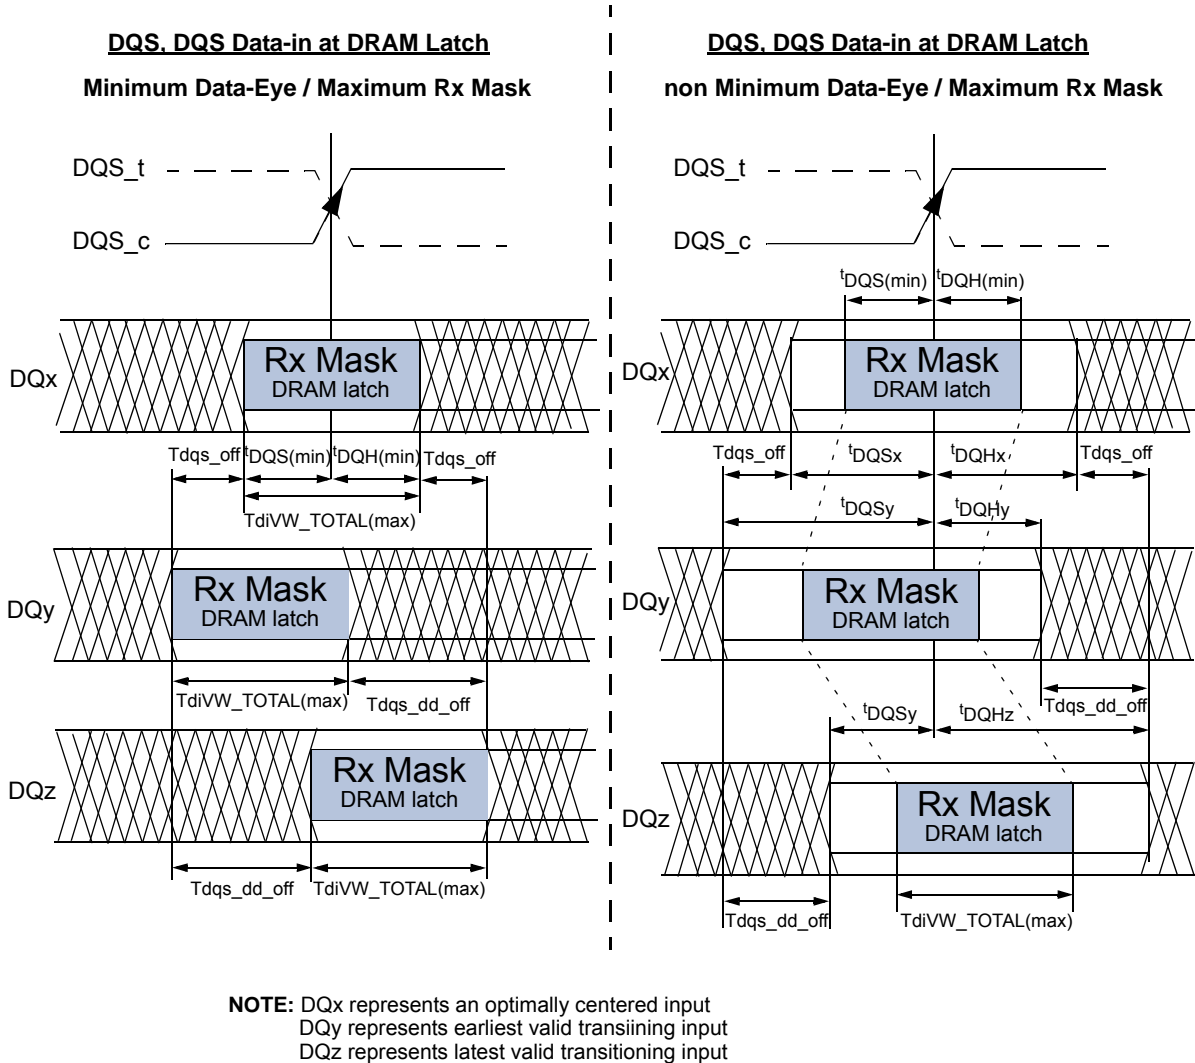 DQS, DQS Data-in at DRAM Latch
Minimum Data-Eye / Maximum Rx Mask
DQS_t
DQS_c
DQx
Rx Mask
DRAM latch
Tdqs_off
tDQS(min)
tDQH(min)
Tdqs_off
TdiVW_TOTAL(max)
DQy
Rx Mask
DRAM latch
TdiVW_TOTAL(max)
Tdqs_dd_off
DQz
Rx Mask
DRAM latch
Tdqs_dd_off
TdiVW_TOTAL(max)
DQS, DQS Data-in at DRAM Latch
non Minimum Data-Eye / Maximum Rx Mask
DQS_t
DQS_c
tDQS(min)
tDQH(min)
DQx
Rx Mask
DRAM latch
Tdqs_off
tDQSx
tDQHx
Tdqs_off
tDQSy
tDQHy
DQy
Rx Mask
DRAM latch
Tdqs_dd_off
tDQSy
tDQHz
DQz
Rx Mask
DRAM latch
Tdqs_dd_off
TdiVW_TOTAL(max)
NOTE: DQx represents an optimally centered input
DQy represents earliest valid transiining input
DQz represents latest valid transitioning input